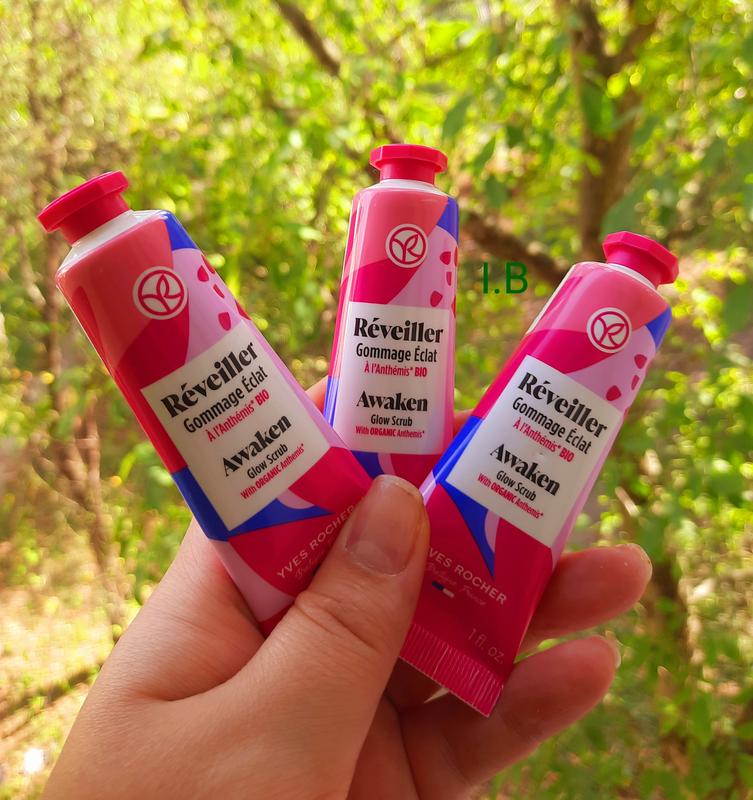 Réveiller
Gommage Éclat
À l'Anthémis* BIO
Awaken
Glow Scrub
With ORGANIC Anthemis*
YVES ROCHER
Réveiller
Gommage Éclat
À l'Anthémis* BIO
Awaken
Glow Scrub
With ORGANIC Anthemis*
I.B
Réveiller
Gommage Éclat
À l'Anthémis* BIO
Awaken
Glow Scrub
With ORGANIC Anthemis*
YVES ROCHER
France
1 fl. oz.